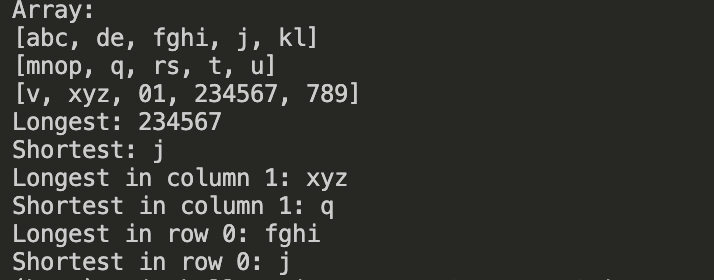 Array:
[abc, de, fghi, j, kl]
[mnop, q, rs, t, u]
[v, xyz, 01, 234567, 789]
Longest: 234567
Shortest: j
Longest in column 1: xyz
Shortest in column 1: q
Longest in row 0: fghi
Shortest in row 0: j